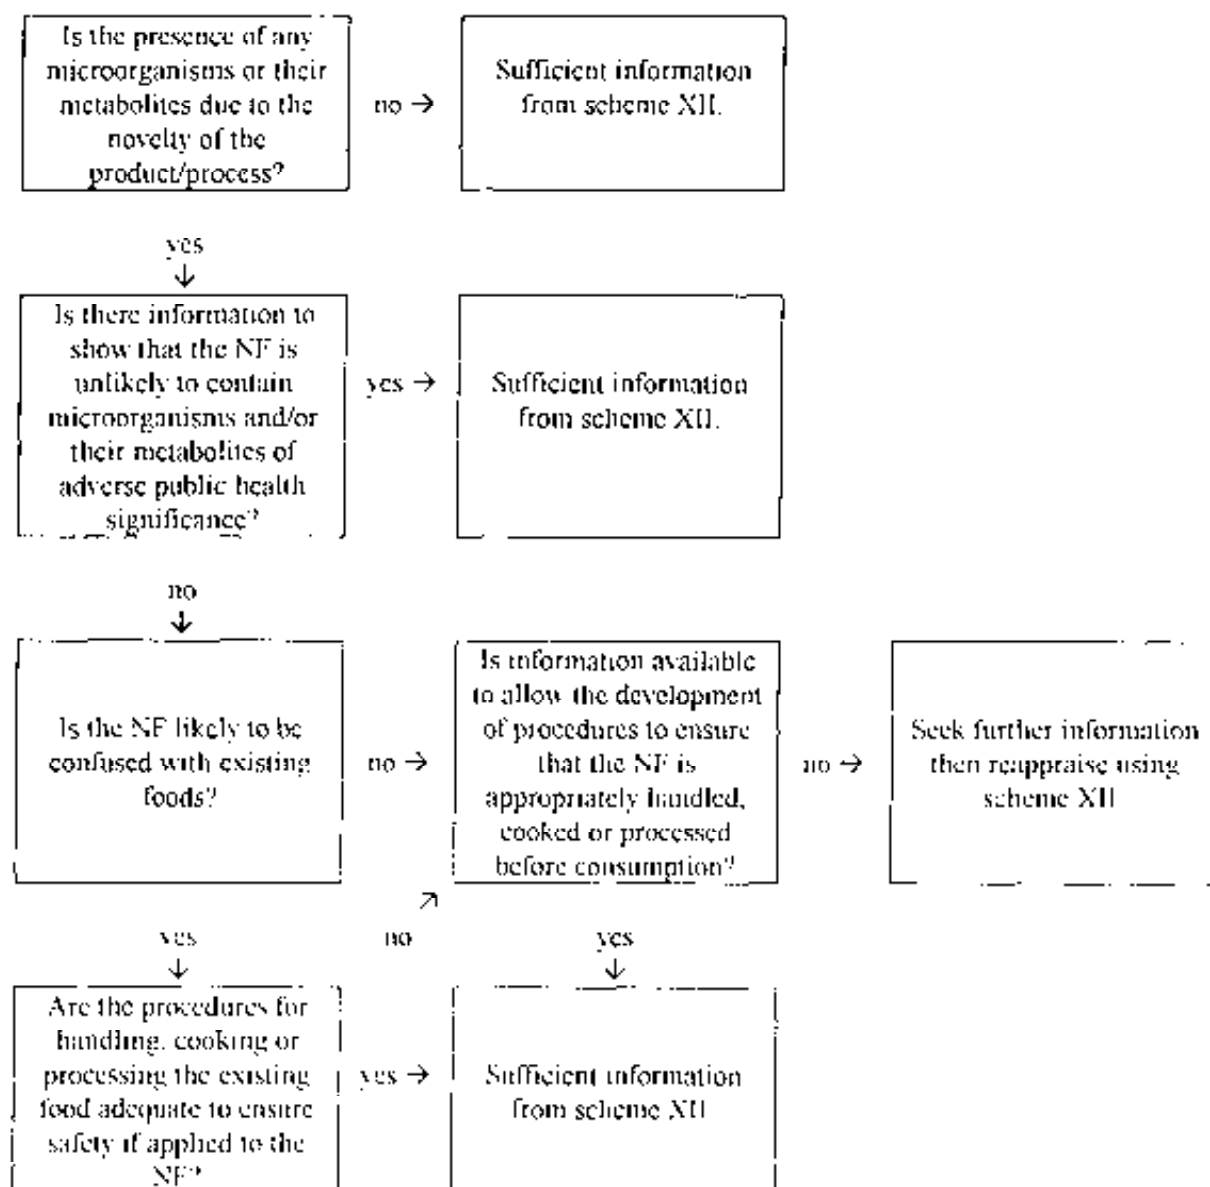 Is the presence of any
microorganisms or their
metabolites due to the
novelty of the
product/process?
no →
Sufficient information
from scheme XII.
yes
↓
Is there information to
show that the NF is
unlikely to contain
microorganisms and/or
their metabolites of
adverse public health
significance?
yes →
Sufficient information
from scheme XII.
no
↓
Is the NF likely to be
confused with existing
foods?
no →
Is information available
to allow the development
of procedures to ensure
that the NF is
appropriately handled,
cooked or processed
before consumption?
no →
Seek further information
then reappraise using
scheme XII
yes
↓
no
↗
yes
↓
Are the procedures for
handling, cooking or
processing the existing
food adequate to ensure
safety if applied to the
NF?
yes →
Sufficient information
from scheme XII